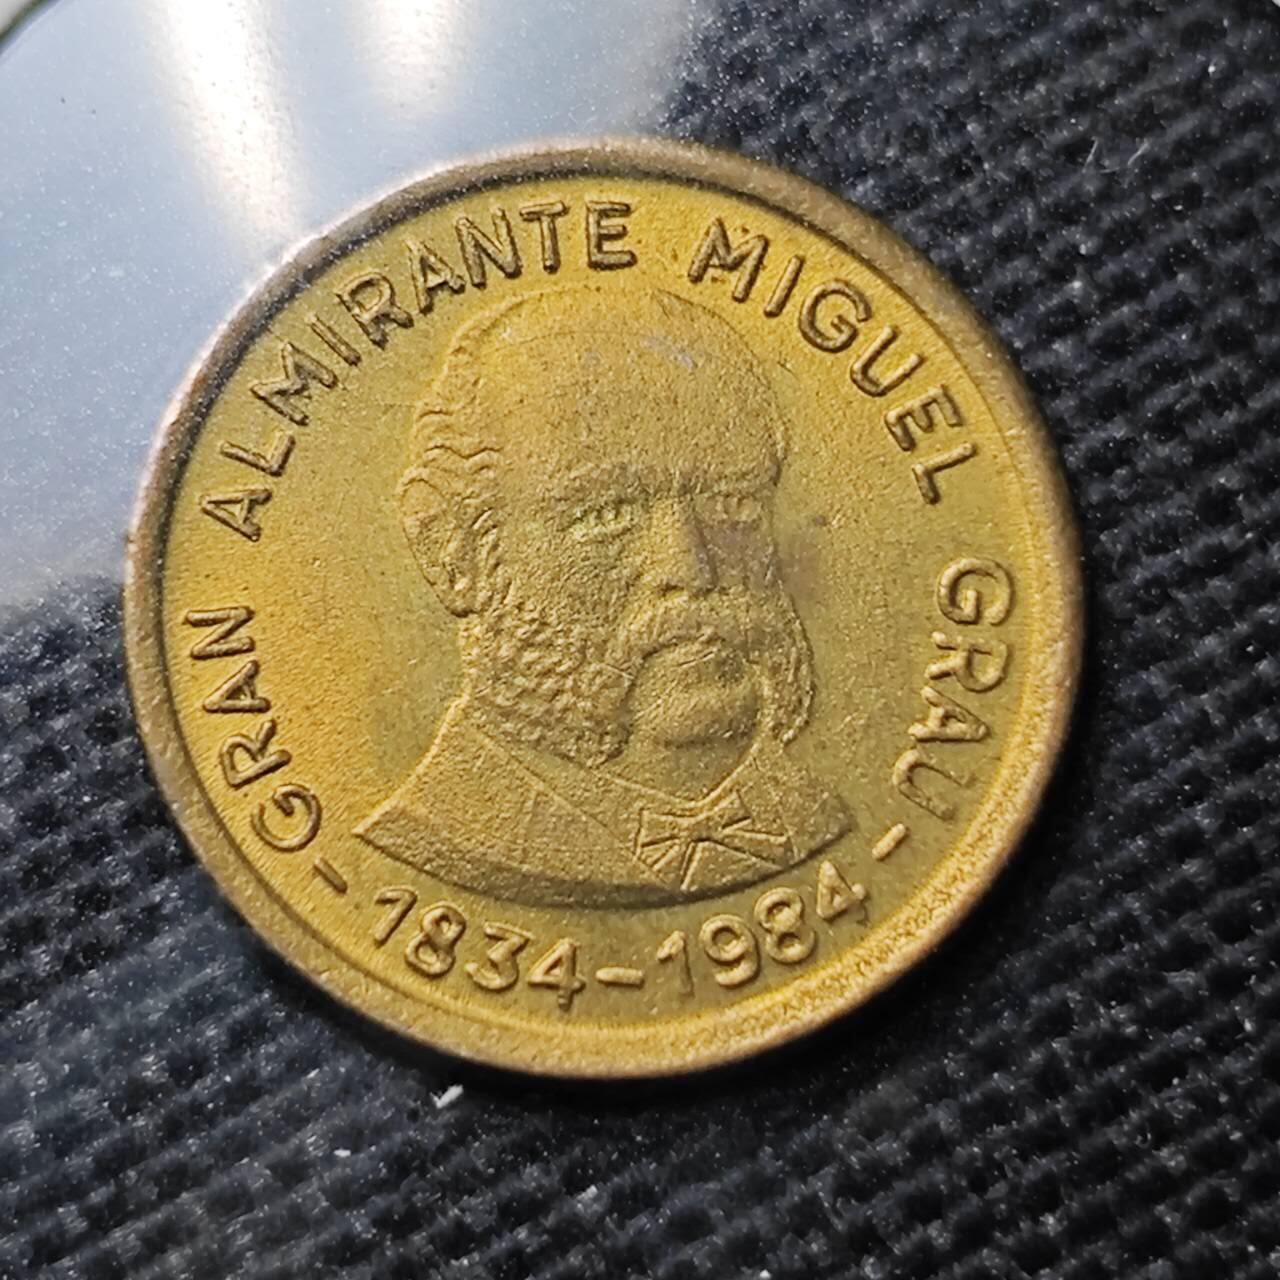 GRAN ALMIRANTE MIGUEL GRAU
- 1834-1984 -